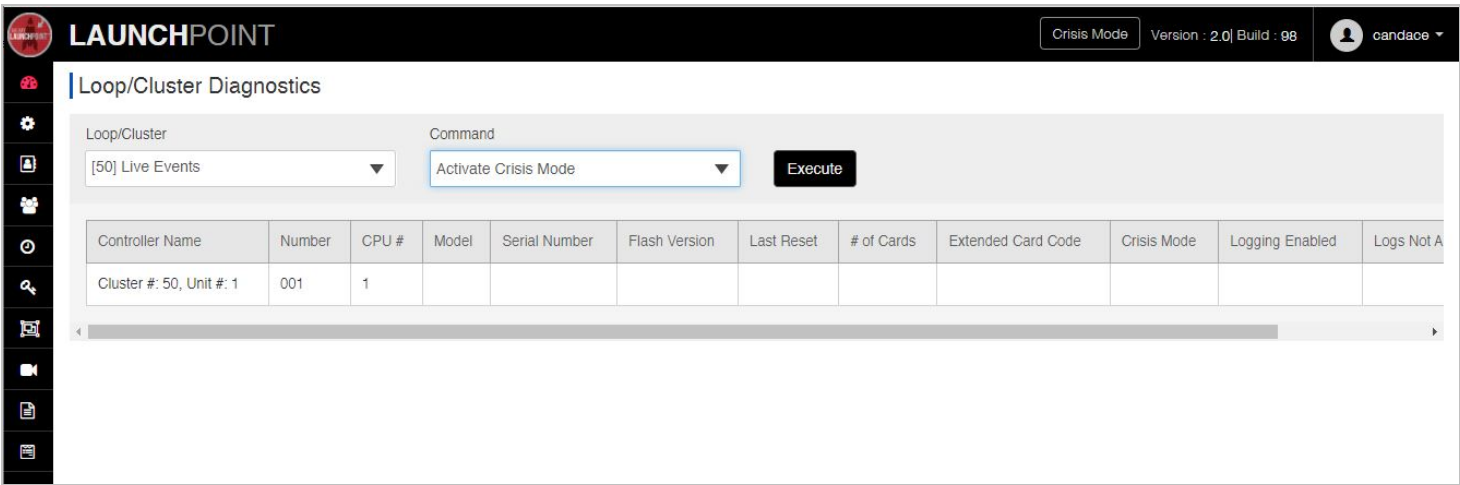 LAUNCHPOINT
Crisis Mode
Version : 2.0| Build : 98
candace
Loop/Cluster Diagnostics
Loop/Cluster
Command
[50] Live Events
Activate Crisis Mode
Execute
Controller Name Number CPU # Model Serial Number Flash Version Last Reset # of Cards Extended Card Code Crisis Mode Logging Enabled Logs Not A
Cluster #: 50, Unit #: 1 001 1